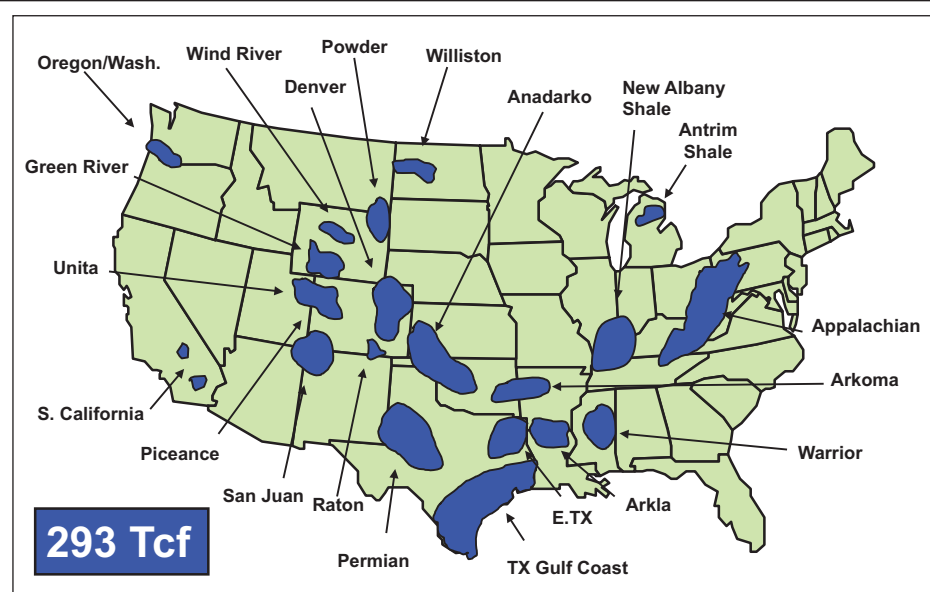 Powder
Wind River
Williston
Oregon/Wash.
Denver
New Albany
Shale
Anadarko
Antrim
Shale
Green River
Unita
Appalachian
Arkoma
S. California
Piceance
Warrior
San Juan
Raton
Arkla
E.TX
293 Tcf
Permian
TX Gulf Coast